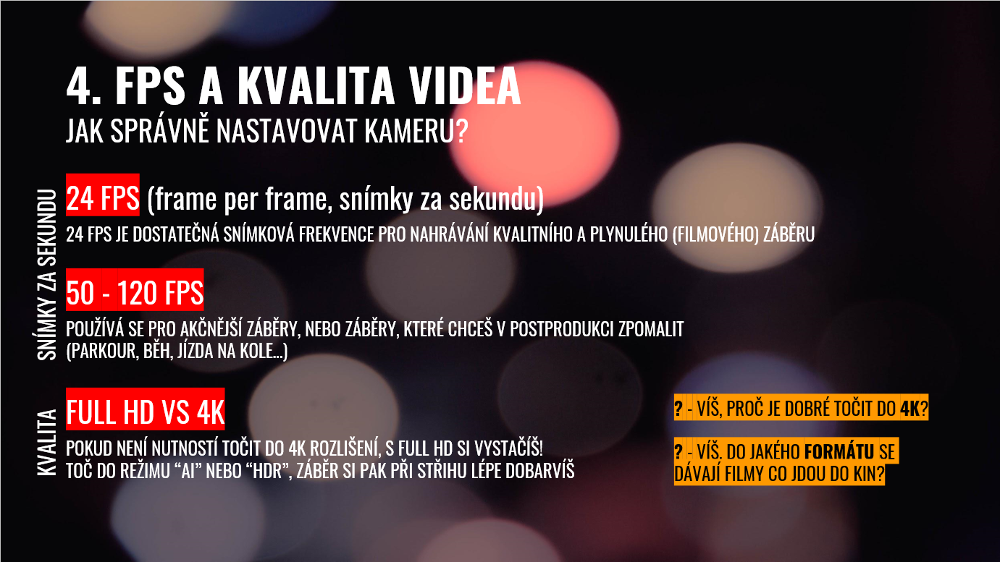 4. FPS A KVALITA VIDEA
JAK SPRÁVNĚ NASTAVOVAT KAMERU?
SNÍMKY ZA SEKUNDU
24 FPS (frame per frame, snímky za sekundu)
24 FPS JE DOSTATEČNÁ SNÍMKOVÁ FREKVENCE PRO NAHRÁVÁNÍ KVALITNÍHO A PLYNULÉHO (FILMOVÉHO) ZÁBĚRU
50 - 120 FPS
POUŽÍVÁ SE PRO AKČNĚJŠÍ ZÁBĚRY, NEBO ZÁBĚRY, KTERÉ CHCEŠ V POSTPRODUKCI ZPOMALIT
(PARKOUR, BĚH, JÍZDA NA KOLE...)
KVALITA
FULL HD VS 4K
POKUD NENÍ NUTNOSTÍ TOČIT DO 4K ROZLIŠENÍ, S FULL HD SI VYSTAČÍŠ!
TOČ DO REŽIMU “AI” NEBO “HDR”, ZÁBĚR SI PAK PŘI STŘIHU LÉPE DOBARVÍŠ
? - VÍŠ, PROČ JE DOBRÉ TOČIT DO 4K?
? - VÍŠ. DO JAKÉHO FORMÁTU SE
DÁVAJÍ FILMY CO JDOU DO KIN?